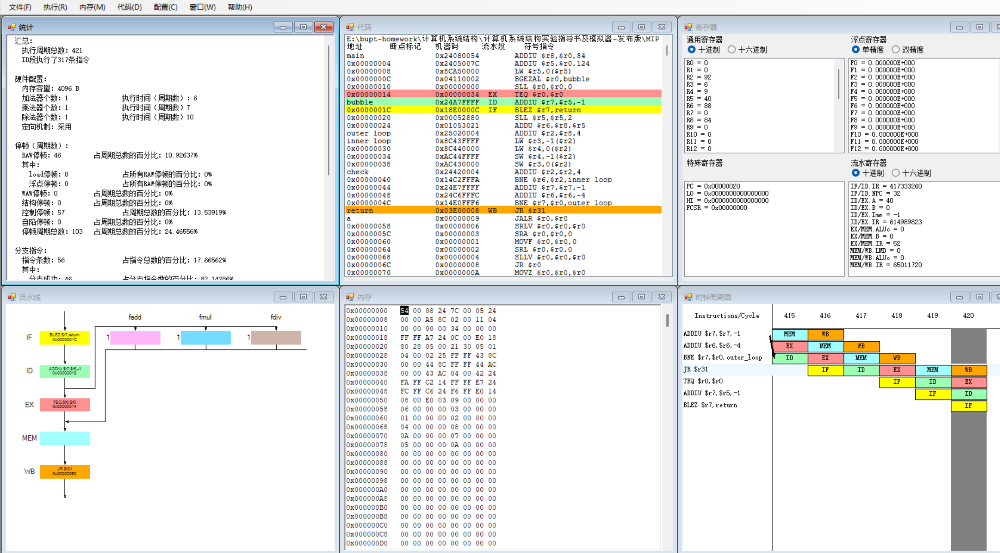 文件(F) 执行(R) 内存(M) 代码(D) 配置(C) 窗口(W) 帮助(H)
统计
汇总:
执行周期总数: 421
ID段执行了317条指令
硬件配置:
内存容量: 4096 B
加法器个数: 1 执行时间（周期数）: 6
乘法器个数: 1 执行时间（周期数）7
除法器个数: 1 执行时间（周期数）10
定向机制: 采用
停顿（周期数）:
RAW停顿: 46 占周期总数的百分比: 10.92637%
其中:
load停顿: 0 占所有RAW停顿的百分比: 0%
浮点停顿: 0 占所有RAW停顿的百分比: 0%
WAW停顿: 0 占周期总数的百分比: 0%
结构停顿: 0 占周期总数的百分比: 0%
控制停顿: 57 占周期总数的百分比: 13.53919%
自陷停顿: 0 占周期总数的百分比: 0%
停顿周期总数: 103 占周期总数的百分比: 24.46556%
分支指令:
指令条数: 56 占指令总数的百分比: 17.66562%
其中:
分支成功: 46 占分支指令数的百分比: 82.14286%
代码
E:\bupt-homework\计算机系统结构\计算机系统结构实验指导书及模拟器-发布版\MIP
地址 断点标记 机器码 流水段 符号指令
main 0x24080054 ADDIU $r8,$r0,84
0x00000004 0x2405007C ADDIU $r5,$r0,124
0x00000008 0x8CA50000 LW $r5,0($r5)
0x0000000C 0x04110002 BGEZAL $r0,bubble
0x00000010 0x00000000 SLL $r0,$r0,0
0x00000014 0x00000034 EX TEQ $r0,$r0
bubble 0x24A7FFFF ID ADDIU $r7,$r5,-1
0x0000001C 0x18E0000C IF BLEZ $r7,return
0x00000020 0x00052880 SLL $r5,$r5,2
0x00000024 0x01053021 ADDU $r6,$r8,$r5
outer loop 0x25020004 ADDIU $r2,$r8,4
inner loop 0x8C43FFFF LW $r3,-1($r2)
0x00000030 0x8C440000 LW $r4,0($r2)
0x00000034 0xAC44FFFF SW $r4,-1($r2)
0x00000038 0xAC430000 SW $r3,0($r2)
check 0x24420004 ADDIU $r2,$r2,4
0x00000040 0x14C2FFFA BNE $r6,$r2,inner loop
0x00000044 0x24E7FFFF ADDIU $r7,$r7,-1
0x00000048 0x24C6FFFC ADDIU $r6,$r6,-4
0x0000004C 0x14E0FFF6 BNE $r7,$r0,outer loop
return 0x03E00008 WB JR $r31
a 0x00000009 JALR $r0,$r0
0x00000058 0x00000006 SRLV $r0,$r0,$r0
0x0000005C 0x00000003 SRA $r0,$r0,0
0x00000060 0x00000001 MOVF $r0,$r0,0
0x00000064 0x00000002 SRL $r0,$r0,0
0x00000068 0x00000004 SLLV $r0,$r0,$r0
0x0000006C 0x00000008 JR $r0
0x00000070 0x0000000A MOVZ $r0,$r0,$r0
寄存器
通用寄存器
十进制 十六进制
R0 = 0
R1 = 0
R2 = 92
R3 = 6
R4 = 9
R5 = 40
R6 = 88
R7 = 0
R8 = 84
R9 = 0
R10 = 0
R11 = 0
R12 = 0
浮点寄存器
单精度 双精度
F0 = 0.000000E+000
F1 = 0.000000E+000
F2 = 0.000000E+000
F3 = 0.000000E+000
F4 = 0.000000E+000
F5 = 0.000000E+000
F6 = 0.000000E+000
F7 = 0.000000E+000
F8 = 0.000000E+000
F9 = 0.000000E+000
F10 = 0.000000E+000
F11 = 0.000000E+000
F12 = 0.000000E+000
特殊寄存器
PC = 0x00000020
LO = 0x0000000000000000
HI = 0x0000000000000000
FCSR = 0x00000000
流水寄存器
十进制 十六进制
IF/ID.IR = 417333260
IF/ID.NPC = 32
ID/EX.A = 40
ID/EX.B = 0
ID/EX.Imm = -1
ID/EX.IR = 614989823
EX/MEM.ALUo = 0
EX/MEM.B = 0
EX/MEM.IR = 52
MEM/WB.LMD = 0
MEM/WB.ALUo = 0
MEM/WB.IR = 65011720
流水线
fadd fmul fdiv
IF BLEZ $r7,return 0x0000001C 1 1 1
ID ADDIU $r7,$r5,-1 0x00000018
EX TEQ $r0,$r0 0x00000014
MEM
WB JR $r31 0x00000050
内存
0x00000000 54 00 08 24 7C 00 05 24
0x00000008 00 00 A5 8C 02 00 11 04
0x00000010 00 00 00 00 34 00 00 00
0x00000018 FF FF A7 24 0C 00 E0 18
0x00000020 80 28 05 00 21 30 05 01
0x00000028 04 00 02 25 FF FF 43 8C
0x00000030 00 00 44 8C FF FF 44 AC
0x00000038 00 00 43 AC 04 00 42 24
0x00000040 FA FF C2 14 FF FF E7 24
0x00000048 FC FF C6 24 F6 FF E0 14
0x00000050 08 00 E0 03 09 00 00 00
0x00000058 06 00 00 00 03 00 00 00
0x00000060 01 00 00 00 02 00 00 00
0x00000068 04 00 00 00 08 00 00 00
0x00000070 0A 00 00 00 07 00 00 00
0x00000078 05 00 00 00 0A 00 00 00
0x00000080 00 00 00 00 00 00 00 00
0x00000088 00 00 00 00 00 00 00 00
0x00000090 00 00 00 00 00 00 00 00
0x00000098 00 00 00 00 00 00 00 00
0x000000A0 00 00 00 00 00 00 00 00
0x000000A8 00 00 00 00 00 00 00 00
0x000000B0 00 00 00 00 00 00 00 00
0x000000B8 00 00 00 00 00 00 00 00
0x000000C0 00 00 00 00 00 00 00 00
0x000000C8 00 00 00 00 00 00 00 00
0x000000D0 00 00 00 00 00 00 00 00
时钟周期图
Instructions/Cycle 415 416 417 418 419 420
ADDIU $r7,$r7,-1 MEM WB
ADDIU $r6,$r6,-4 EX MEM WB
BNE $r7,$r0,outer_loop ID EX MEM WB
JR $r31 IF ID EX MEM WB
TEQ $r0,$r0 IF ID EX
ADDIU $r7,$r5,-1 IF ID
BLEZ $r7,return IF